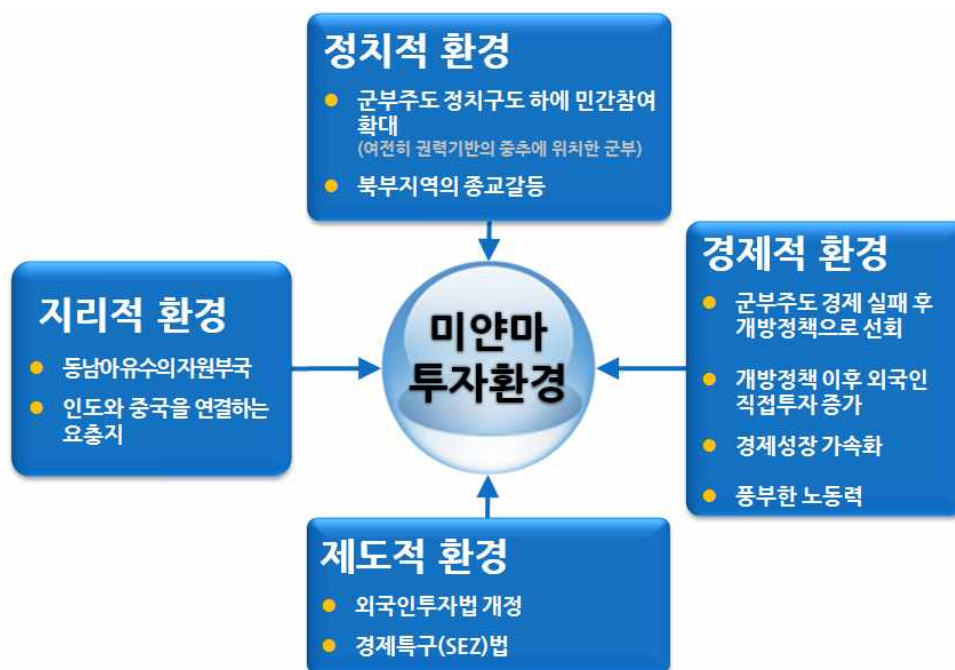 정치적 환경
군부주도 정치구도 하에 민간참여
확대
(여전히 권력기반의 중추에 위치한 군부)
북부지역의 종교갈등
지리적 환경
동남아유수의자원부국
인도와 중국을 연결하는
요충지
미얀마
투자환경
경제적 환경
군부주도 경제 실패 후
개방정책으로 선회
개방정책 이후 외국인
직접투자 증가
경제성장 가속화
풍부한 노동력
제도적 환경
외국인투자법 개정
경제특구(SEZ)법